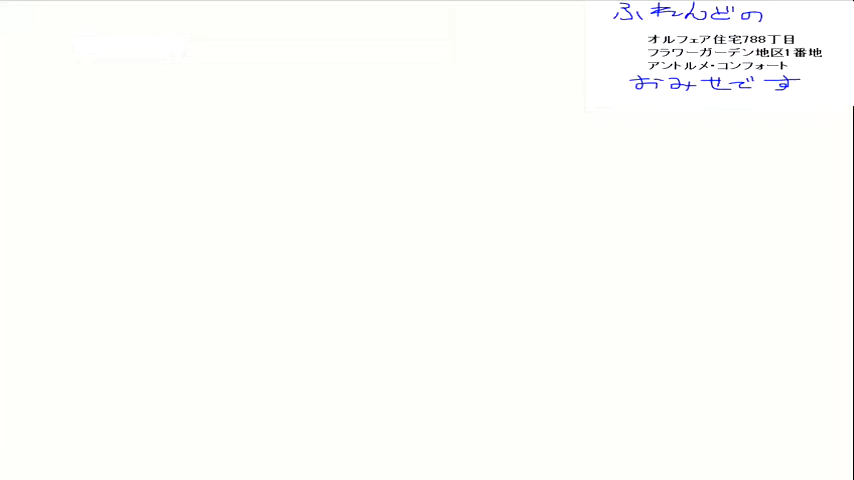 ふれんどの
オルフェア住宅788丁目
フラワーガーデン地区1番地
アントルメ・コンフォート
おみせです